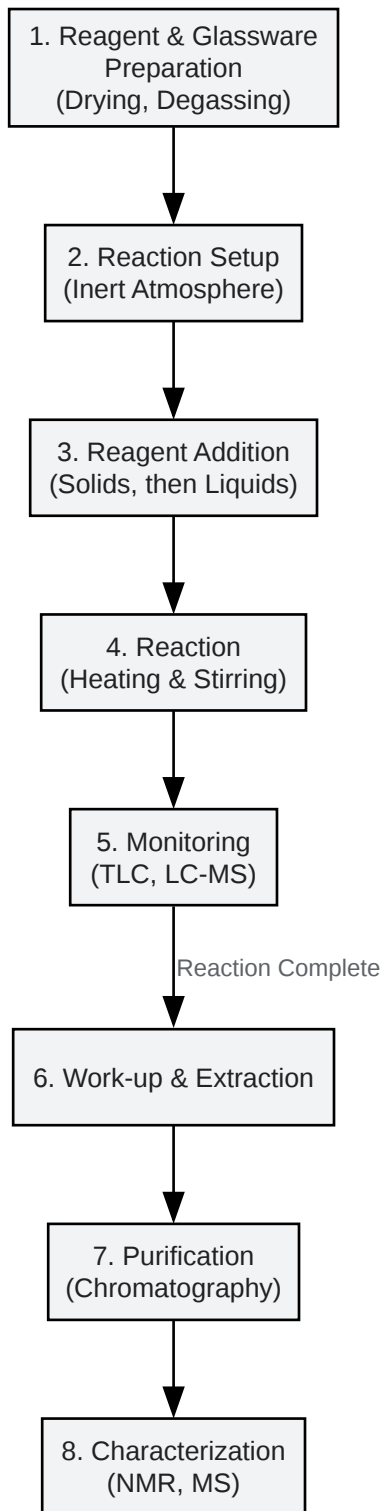 1. Reagent & Glassware
Preparation
(Drying, Degassing)
2. Reaction Setup
(Inert Atmosphere)
3. Reagent Addition
(Solids, then Liquids)
4. Reaction
(Heating & Stirring)
5. Monitoring
(TLC, LC-MS)
Reaction Complete
6. Work-up & Extraction
7. Purification
(Chromatography)
8. Characterization
(NMR, MS)